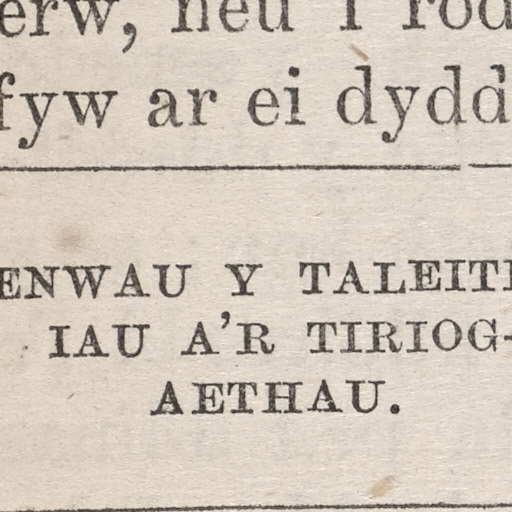 erw, neu i rod
fyw ar ei dydd
ENWAU Y TALEITH
IAU A'R TIRIOG-
AETHAU.